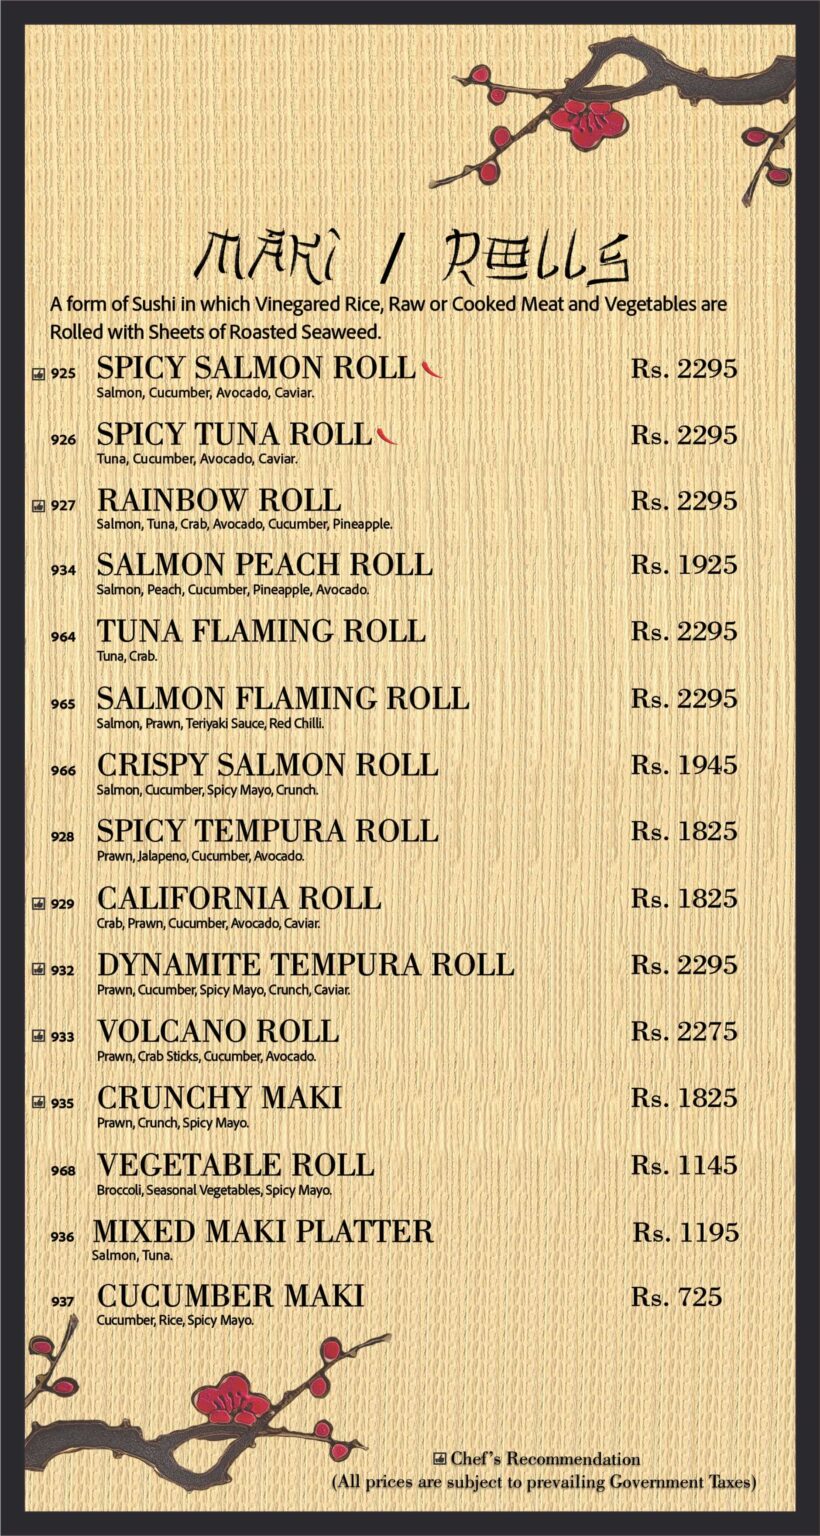 MAKI / ROLLS
A form of Sushi in which Vinegared Rice, Raw or Cooked Meat and Vegetables are
Rolled with Sheets of Roasted Seaweed.
925 SPICY SALMON ROLL Rs. 2295
Salmon, Cucumber, Avocado, Caviar.
926 SPICY TUNA ROLL Rs. 2295
Tuna, Cucumber, Avocado, Caviar.
927 RAINBOW ROLL Rs. 2295
Salmon, Tuna, Crab, Avocado, Cucumber, Pineapple.
934 SALMON PEACH ROLL Rs. 1925
Salmon, Peach, Cucumber, Pineapple, Avocado.
964 TUNA FLAMING ROLL Rs. 2295
Tuna, Crab.
965 SALMON FLAMING ROLL Rs. 2295
Salmon, Prawn, Teriyaki Sauce, Red Chilli.
966 CRISPY SALMON ROLL Rs. 1945
Salmon, Cucumber, Spicy Mayo, Crunch.
928 SPICY TEMPURA ROLL Rs. 1825
Prawn, Jalapeno, Cucumber, Avocado.
929 CALIFORNIA ROLL Rs. 1825
Crab, Prawn, Cucumber, Avocado, Caviar.
932 DYNAMITE TEMPURA ROLL Rs. 2295
Prawn, Cucumber, Spicy Mayo, Crunch, Caviar.
933 VOLCANO ROLL Rs. 2275
Prawn, Crab Sticks, Cucumber, Avocado.
935 CRUNCHY MAKI Rs. 1825
Prawn, Crunch, Spicy Mayo.
968 VEGETABLE ROLL Rs. 1145
Broccoli, Seasonal Vegetables, Spicy Mayo.
936 MIXED MAKI PLATTER Rs. 1195
Salmon, Tuna.
937 CUCUMBER MAKI Rs. 725
Cucumber, Rice, Spicy Mayo.
Chef's Recommendation
(All prices are subject to prevailing Government Taxes)